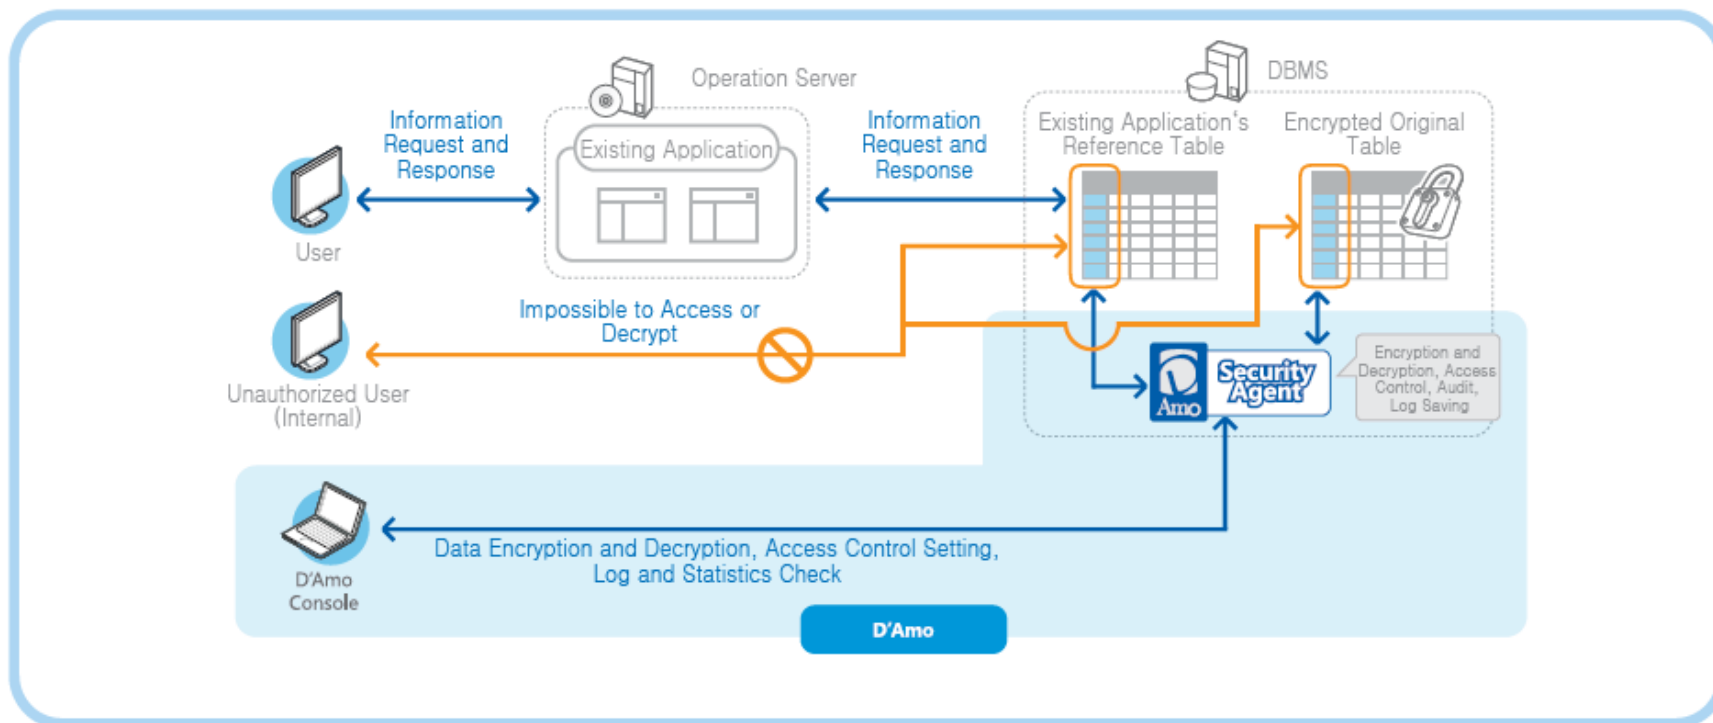 Operation Server
DBMS
Information
Request and
Response
Existing Application
Information
Request and
Response
Existing Application's
Reference Table
Encrypted Original
Table
User
Impossible to Access or
Decrypt
Unauthorized User
(Internal)
Amo
Security
Agent
Encryption and
Decryption, Access
Control, Audit,
Log Saving
D'Amo
Console
Data Encryption and Decryption, Access Control Setting,
Log and Statistics Check
D'Amo